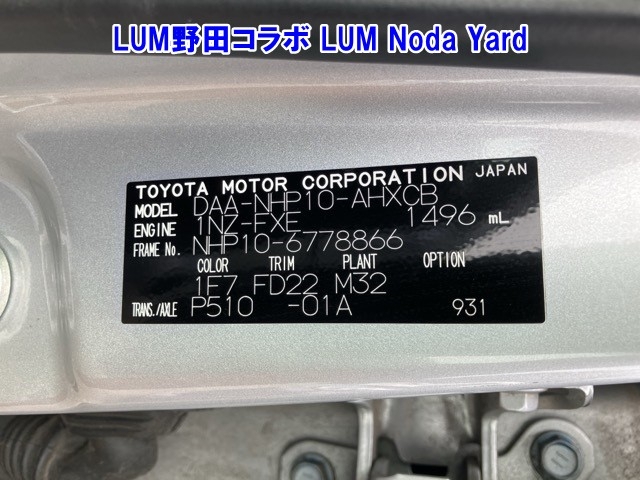 LUM野田コラボ LUM Noda Yard
TOYOTA MOTOR CORPORATION JAPAN
MODEL DAA-NHP10-AHXCB
ENGINE 1NZ-FXE 1496 mL
FRAME No. NHP10-6778866
COLOR TRIM PLANT OPTION
1F7 FD22 M32
TRANS./AXLE P510 -01A 931